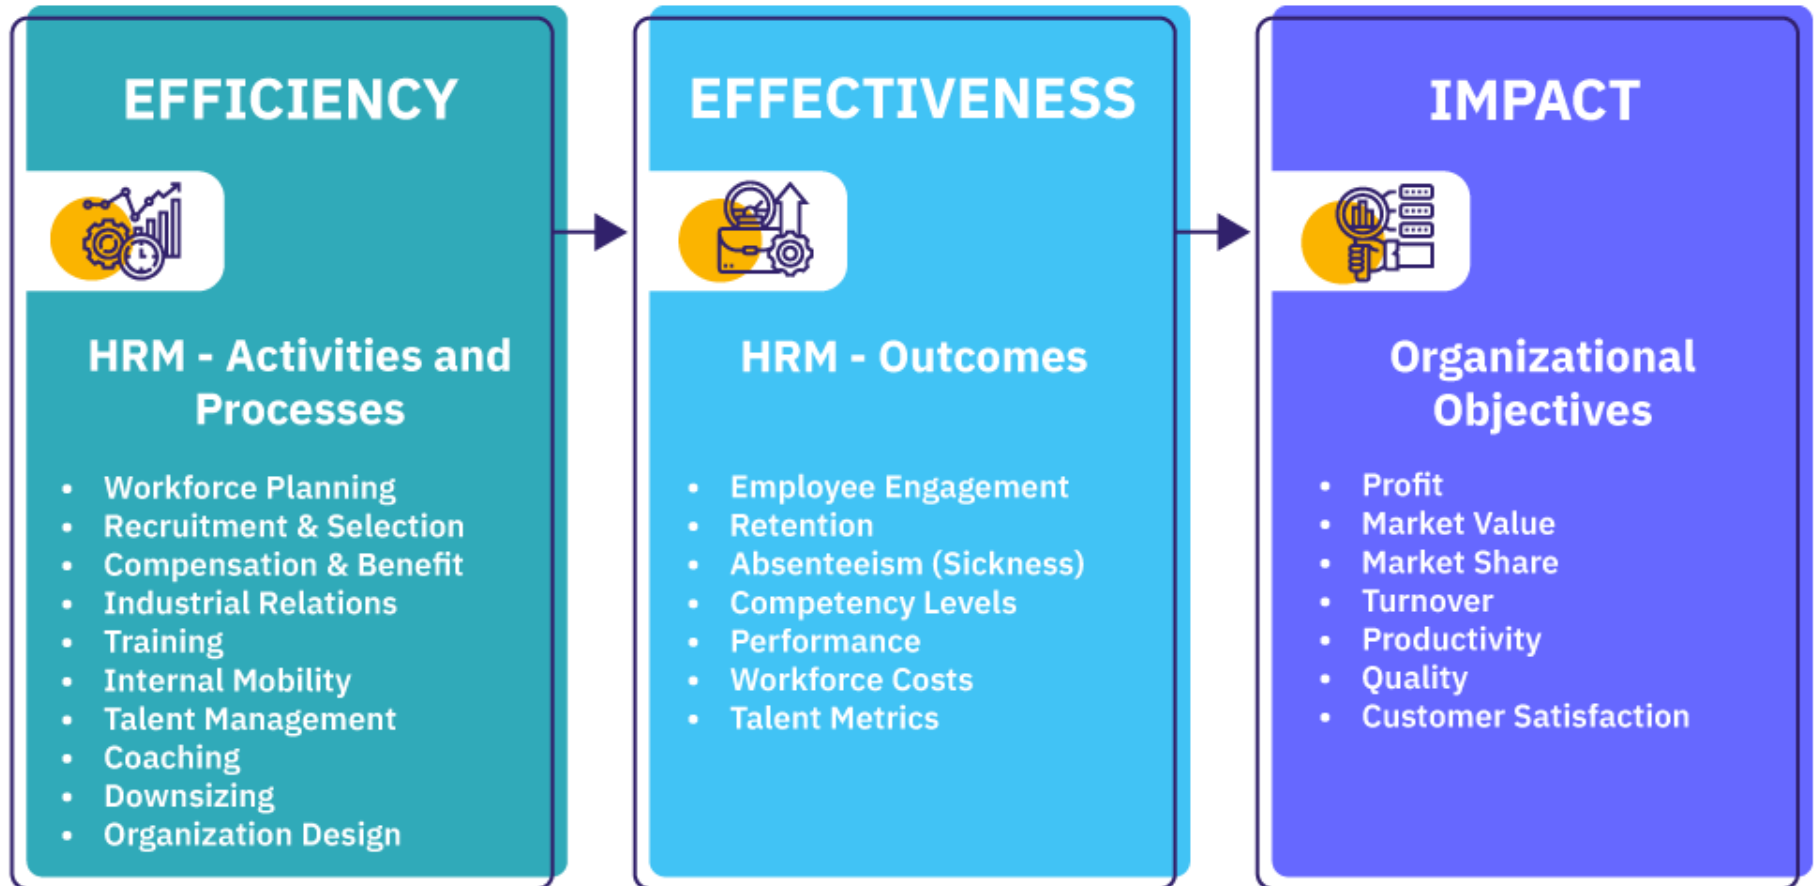 EFFICIENCY
HRM - Activities and
Processes
• Workforce Planning
• Recruitment & Selection
• Compensation & Benefit
• Industrial Relations
• Training
• Internal Mobility
• Talent Management
• Coaching
• Downsizing
• Organization Design
EFFECTIVENESS
HRM - Outcomes
• Employee Engagement
• Retention
• Absenteeism (Sickness)
• Competency Levels
• Performance
• Workforce Costs
• Talent Metrics
IMPACT
Organizational
Objectives
• Profit
• Market Value
• Market Share
• Turnover
• Productivity
• Quality
• Customer Satisfaction